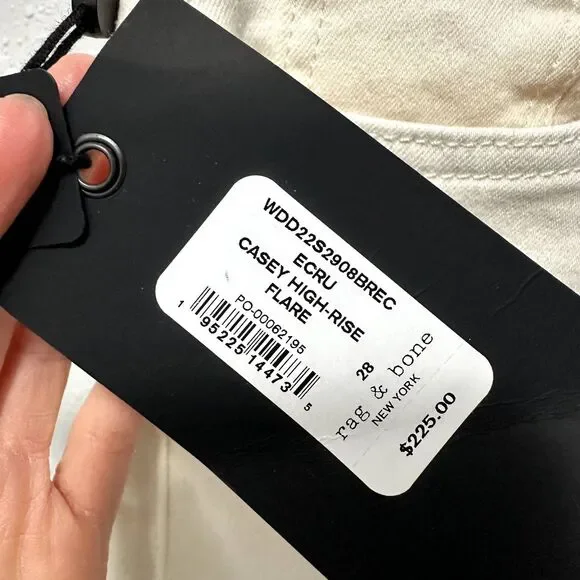 WDD22S2908BREC
ECRU
CASEY HIGH-RISE
FLARE
PO-00062195
1 95225 14473 5
28
rag & bone
NEW YORK
$225.00